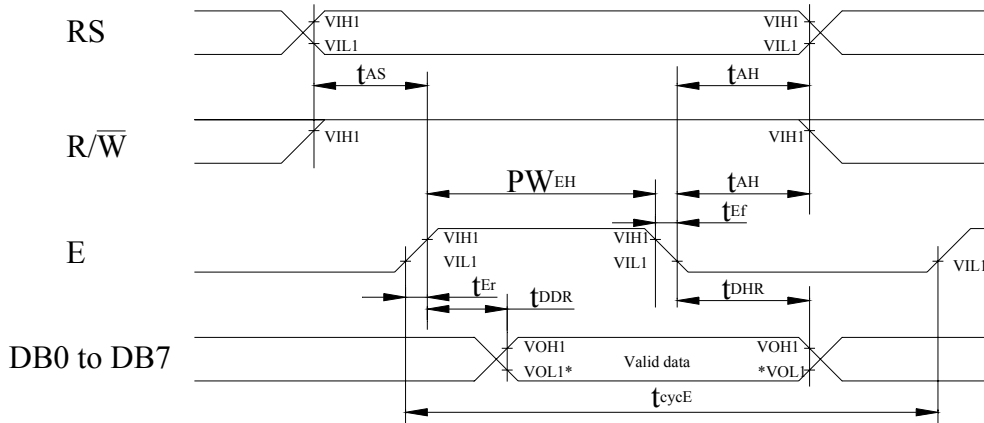 RS
VIH1
VIL1
VIH1
VIL1
tAS
tAH
R/W̅
VIH1
VIH1
PWEH
tAH
tEf
E
VIH1
VIL1
VIH1
VIL1
VIL1
tEr
tDDR
tDHR
DB0 to DB7
VOH1
VOL1*
Valid data
VOH1
*VOL1
tcycE